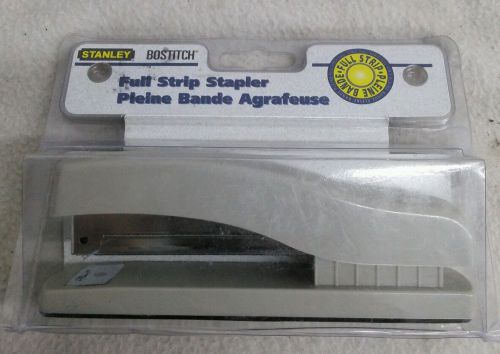 STANLEY BOSTITCH®
Full Strip Stapler
Pleine Bande Agrafeuse
FULL STRIP • PLEINE BANDE •